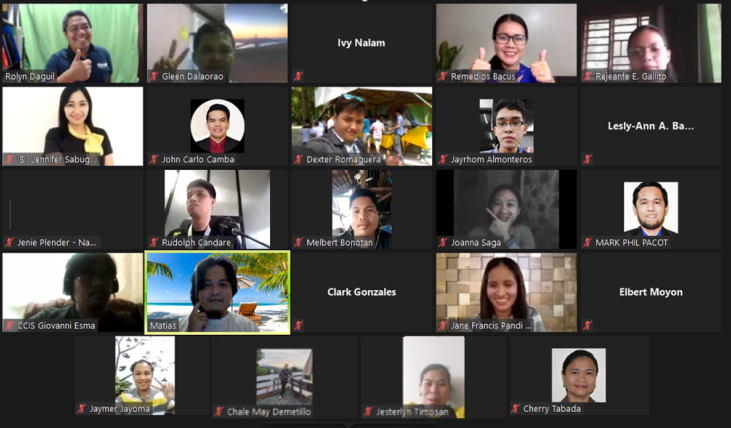 Rolyn Daguil
Gleen Dalaorao
Ivy Nalam
Remedios Bacus
Rejeanfe E. Gallito
ISI Jennifer Sabug...
John Carlo Camba
Dexter Romaguera
Jayrhom Almonteros
Lesly-Ann A. Ba...
Jenie Plender - Na...
Rudolph Candare
Melbert Bonotan
Joanna Saga
MARK PHIL PACOT
CCIS Giovanni Esma
Matias
Clark Gonzales
Jane Francis Pandi ...
Elbert Moyon
Jaymer Jayoma
Chale May Demetillo
Jesterlyn Timosan
Cherry Tabada